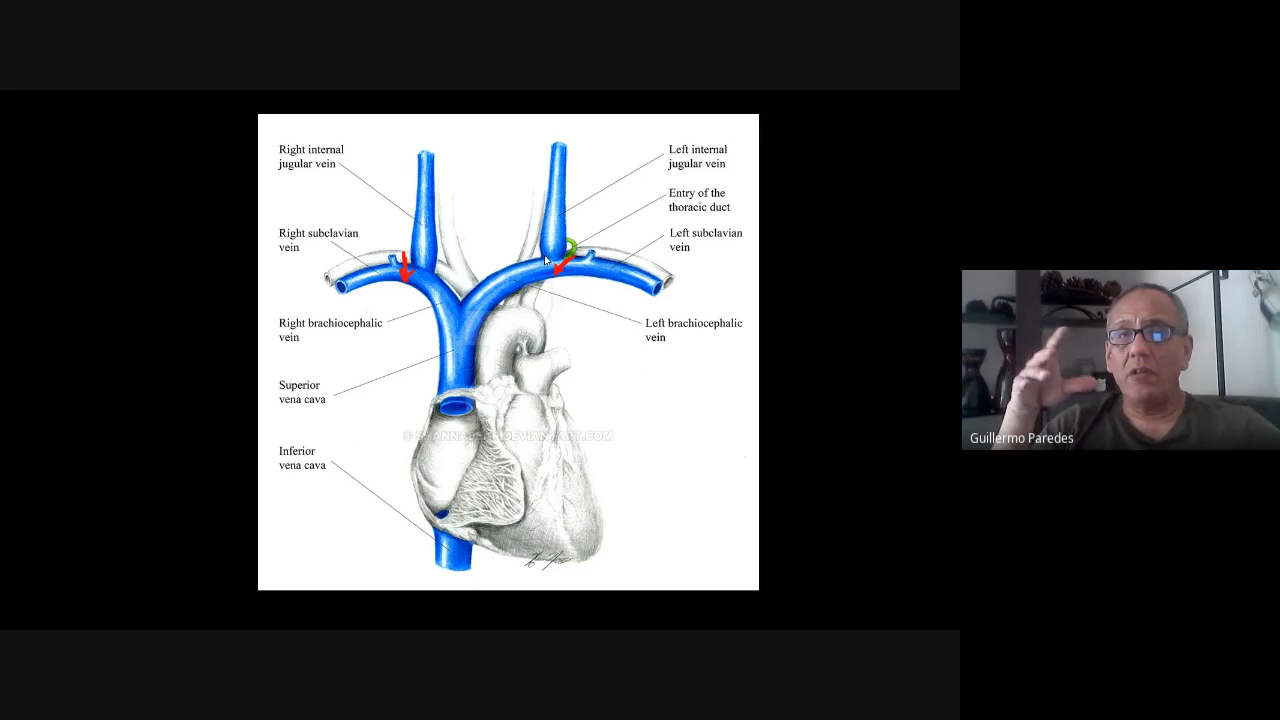 Right internal
jugular vein
Left internal
jugular vein
Entry of the
thoracic duct
Right subclavian
vein
Left subclavian
vein
Right brachiocephalic
vein
Left brachiocephalic
vein
Superior
vena cava
Inferior
vena cava
Guillermo Paredes